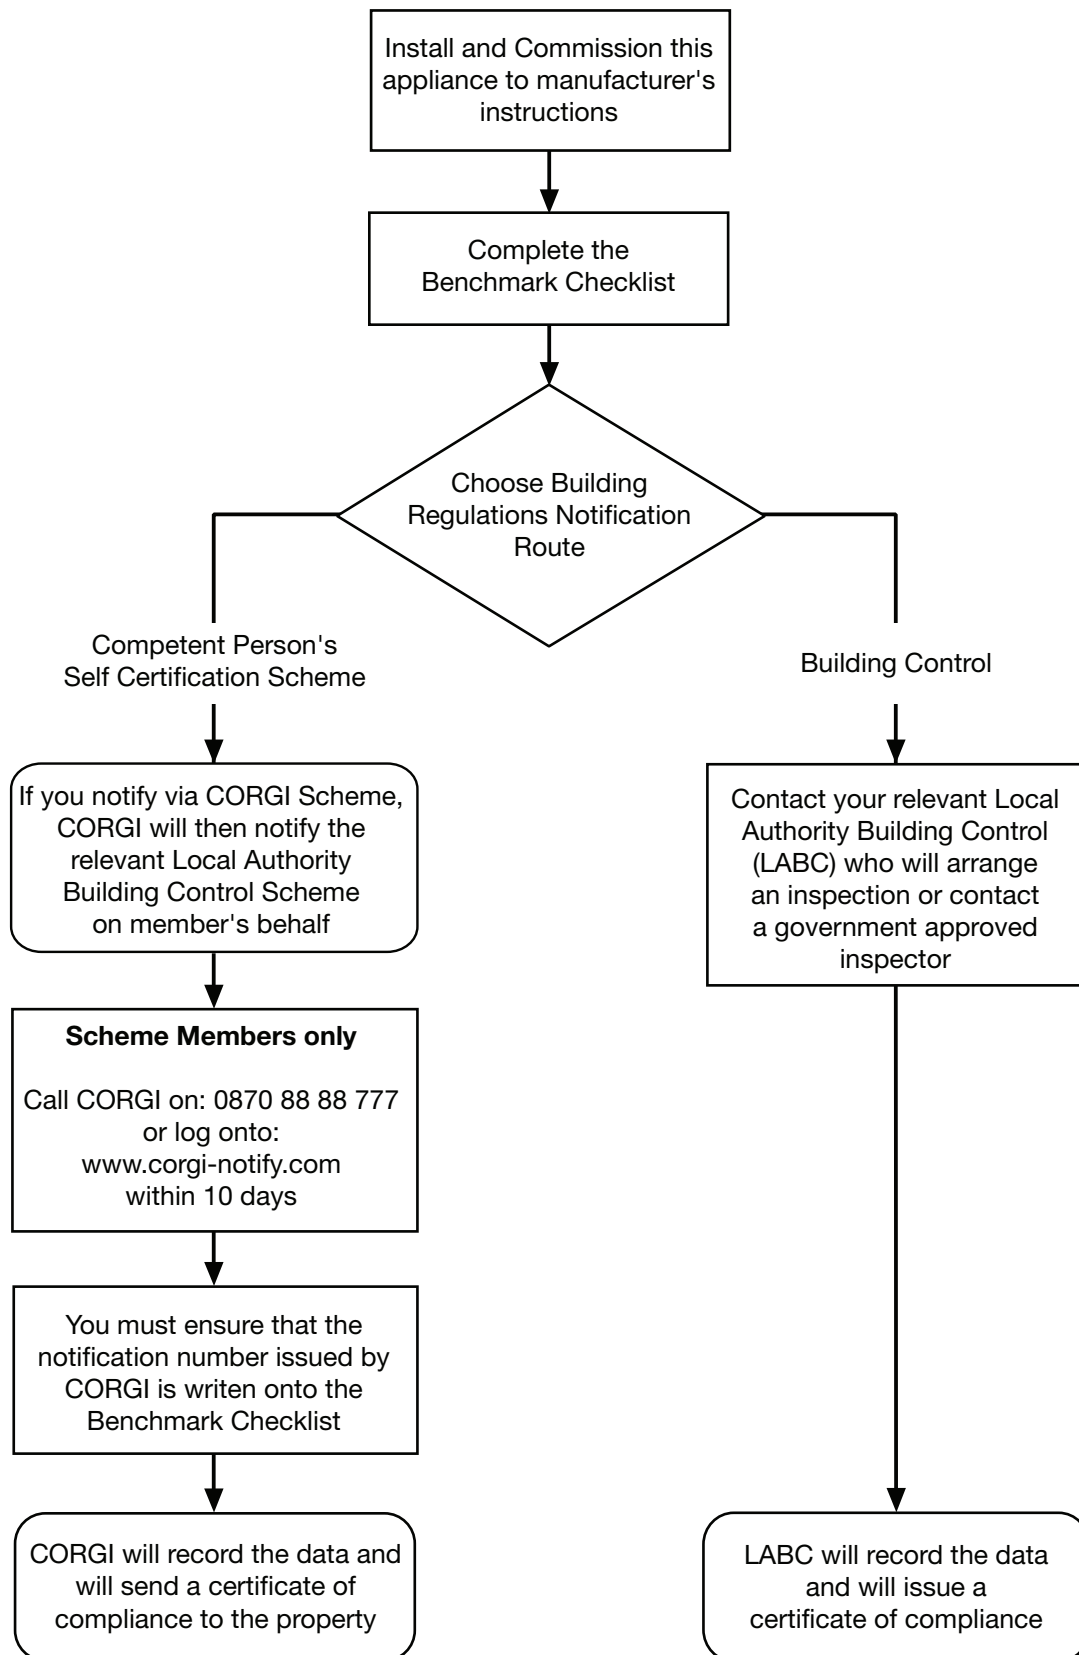 Install and Commission this
appliance to manufacturer's
instructions
Complete the
Benchmark Checklist
Choose Building
Regulations Notification
Route
Competent Person's
Self Certification Scheme
Building Control
If you notify via CORGI Scheme,
CORGI will then notify the
relevant Local Authority
Building Control Scheme
on member's behalf
Contact your relevant Local
Authority Building Control
(LABC) who will arrange
an inspection or contact
a government approved
inspector
Scheme Members only
Call CORGI on: 0870 88 88 777
or log onto:
www.corgi-notify.com
within 10 days
You must ensure that the
notification number issued by
CORGI is writen onto the
Benchmark Checklist
CORGI will record the data and
will send a certificate of
compliance to the property
LABC will record the data
and will issue a
certificate of compliance